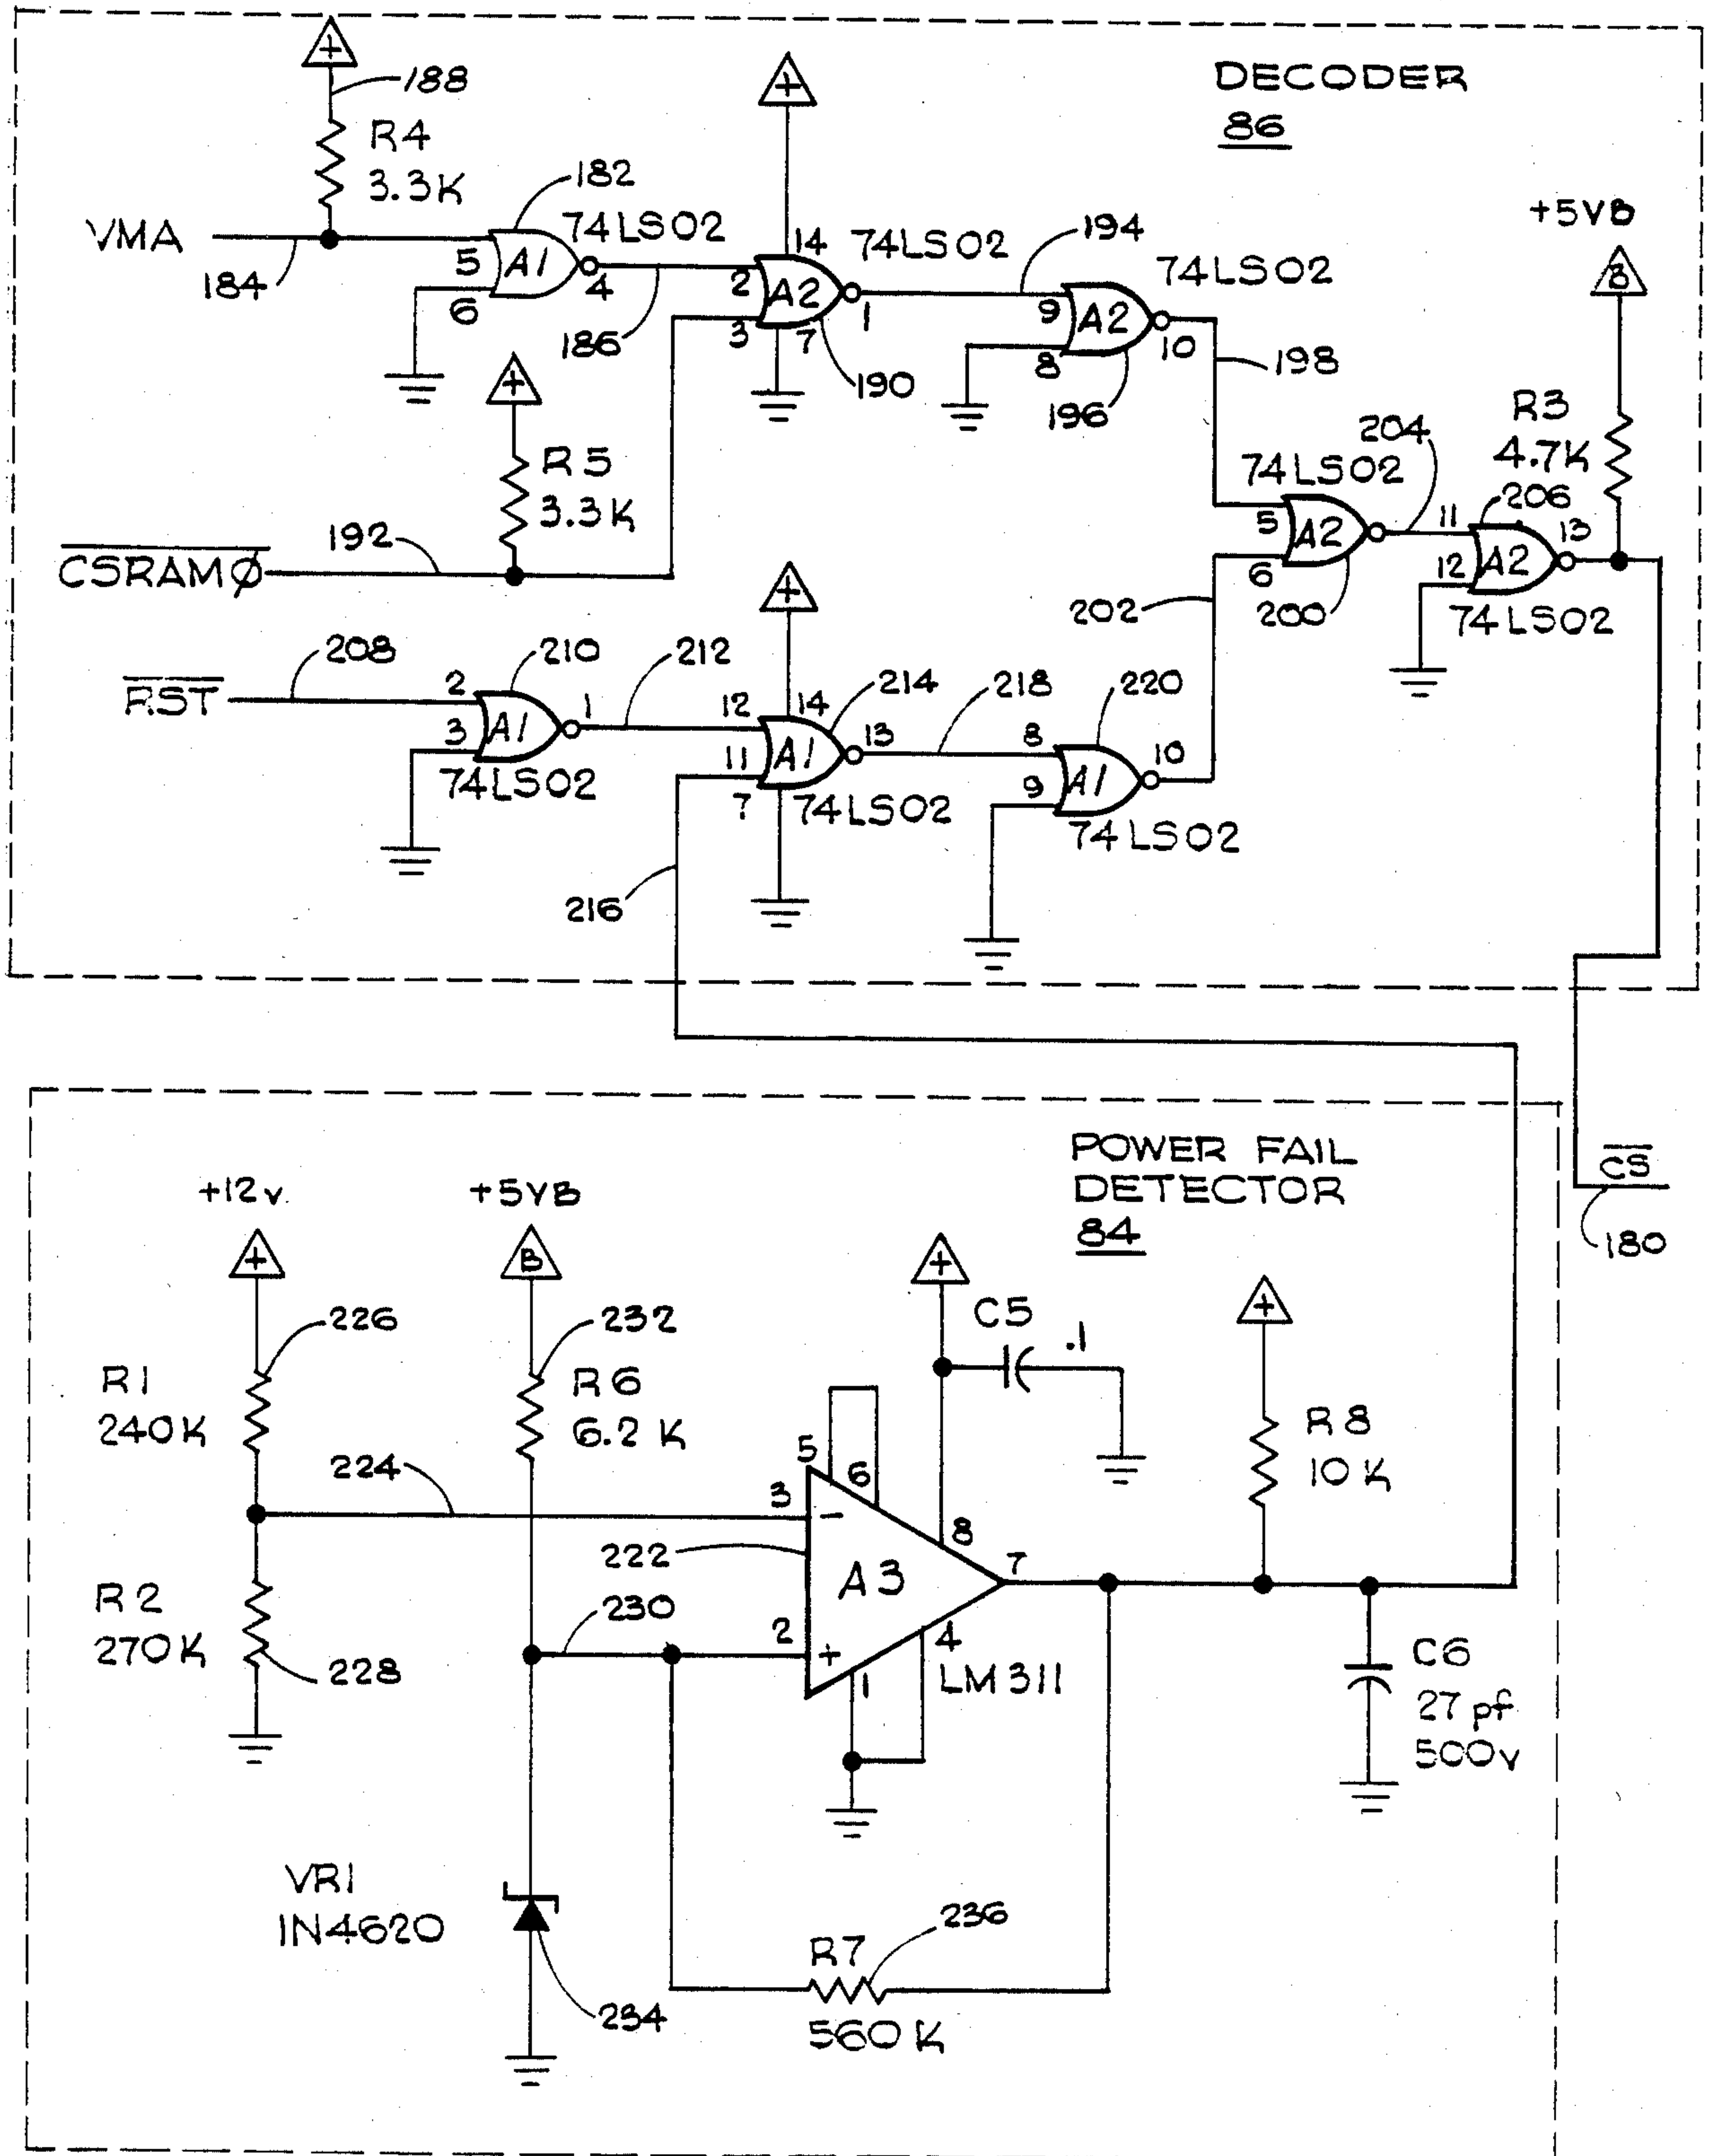 +
188
DECODER
86
R4
3.3K
+
182
VMA
184
74LS02
5
A1
6
4
186
14
74LS02
2
A2
3
7
1
190
194
74LS02
9
A2
8
10
196
198
+5VB
B
+
R5
3.3K
R3
4.7K
204
74LS02
206
CSRAMØ
192
5
A2
6
200
11
A2
12
13
74LS02
202
+
RST
208
210
2
A1
3
1
74LS02
212
12
14
214
A1
11
13
7
74LS02
218
220
8
A1
9
10
74LS02
216
POWER FAIL
DETECTOR
84
CS
180
+12v
+5VB
+
B
+
C5
.1
+
226
R1
240K
232
R6
6.2K
R8
10K
224
5
6
3
-
8
222
A3
7
R2
270K
228
230
2
+
4
1
LM311
C6
27pf
500v
VR1
IN4620
234
R7
236
560K